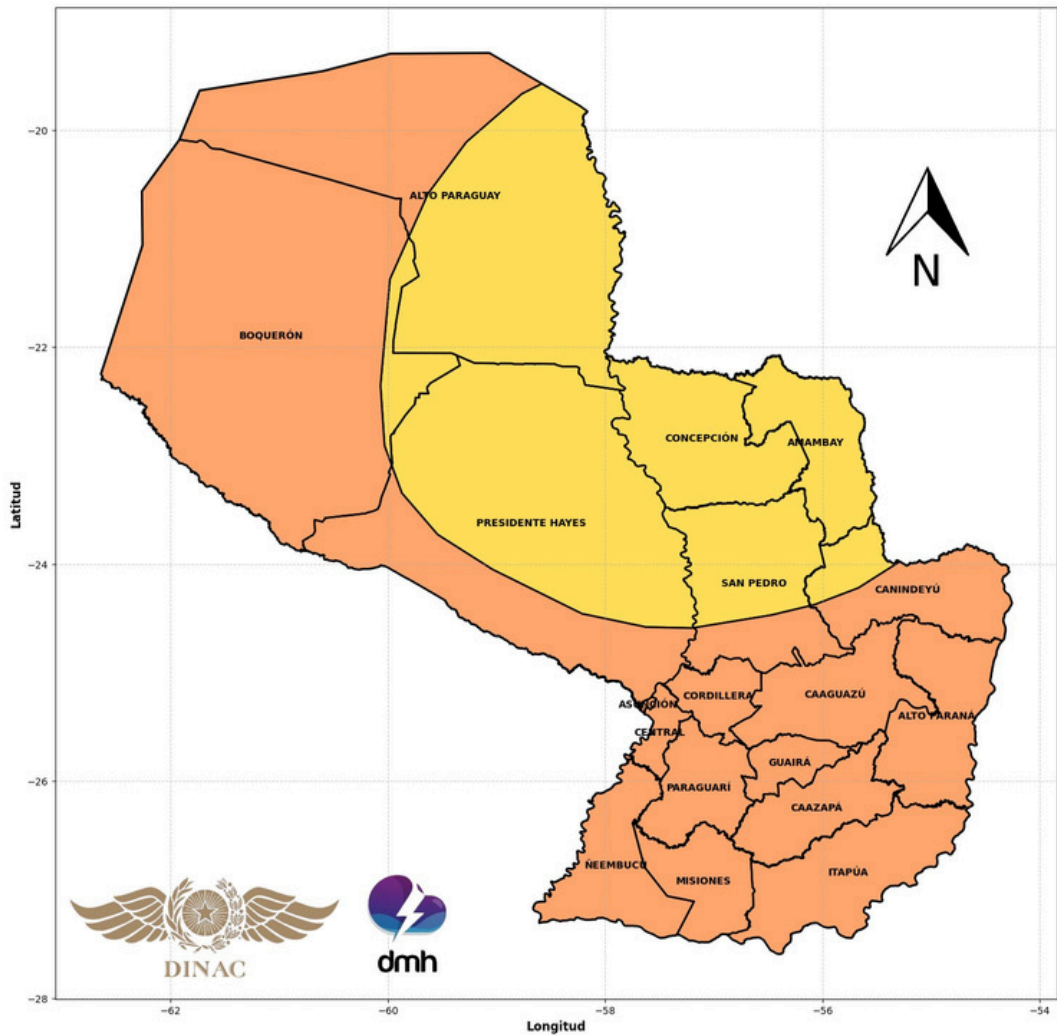 −20
ALTO PARAGUAY
N
BOQUERÓN
−22
CONCEPCIÓN
AMAMBAY
Latitud
PRESIDENTE HAYES
−24
SAN PEDRO
CANINDEYÚ
CORDILLERA
CAAGUAZÚ
ASUNCIÓN
ALTO PARANÁ
CENTRAL
GUAIRÁ
−26
PARAGUARÍ
CAAZAPÁ
ÑEEMBUCÚ
MISIONES
ITAPÚA
DINAC
dmh
−28
−62
−60
−58
−56
−54
Longitud